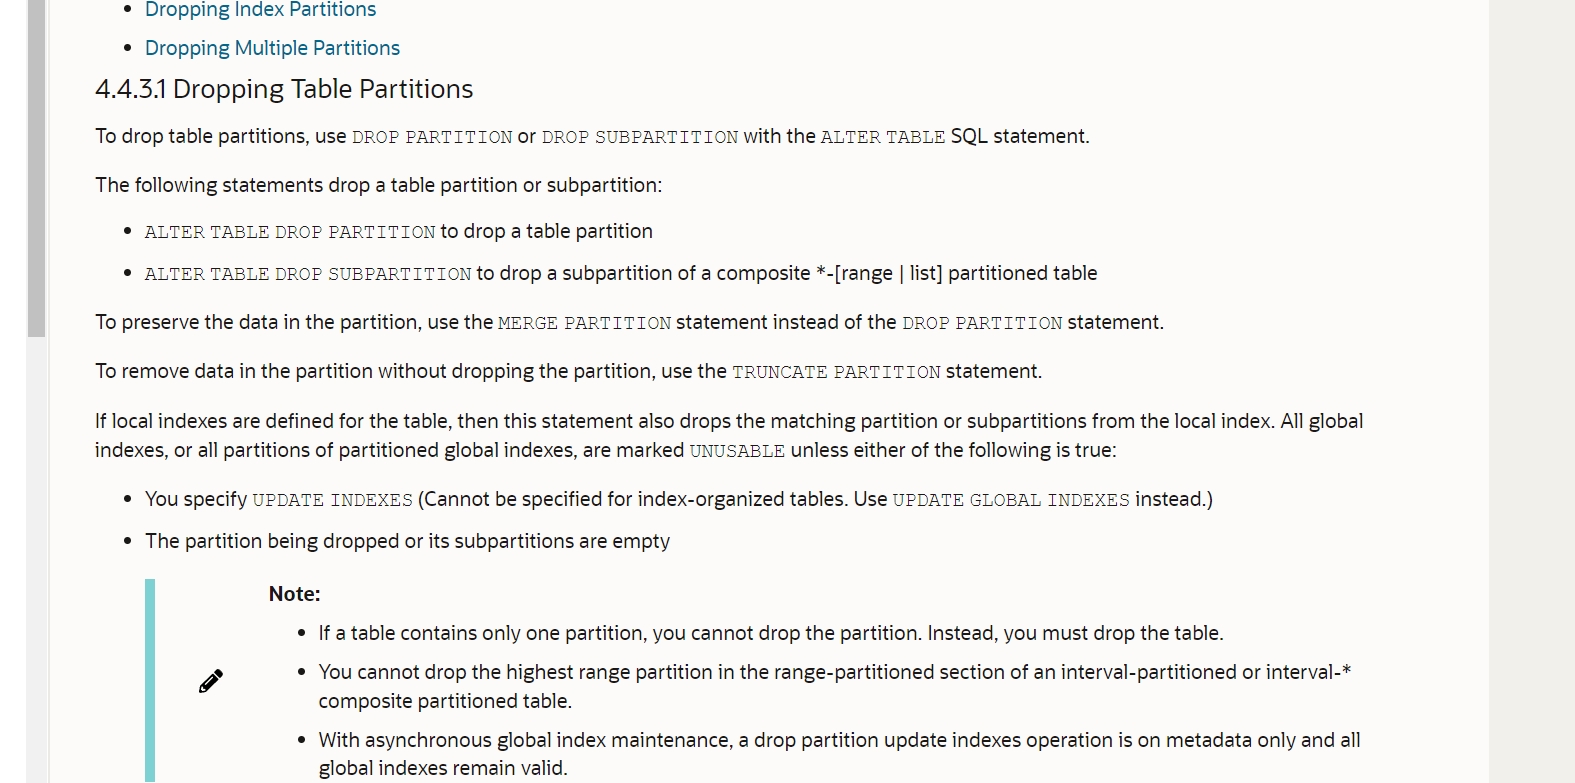 Dropping Index Partitions
Dropping Multiple Partitions
4.4.3.1 Dropping Table Partitions
To drop table partitions, use DROP PARTITION or DROP SUBPARTITION with the ALTER TABLE SQL statement.
The following statements drop a table partition or subpartition:
ALTER TABLE DROP PARTITION to drop a table partition
ALTER TABLE DROP SUBPARTITION to drop a subpartition of a composite *-[range | list] partitioned table
To preserve the data in the partition, use the MERGE PARTITION statement instead of the DROP PARTITION statement.
To remove data in the partition without dropping the partition, use the TRUNCATE PARTITION statement.
If local indexes are defined for the table, then this statement also drops the matching partition or subpartitions from the local index. All global
indexes, or all partitions of partitioned global indexes, are marked UNUSABLE unless either of the following is true:
You specify UPDATE INDEXES (Cannot be specified for index-organized tables. Use UPDATE GLOBAL INDEXES instead.)
The partition being dropped or its subpartitions are empty
Note:
If a table contains only one partition, you cannot drop the partition. Instead, you must drop the table.
You cannot drop the highest range partition in the range-partitioned section of an interval-partitioned or interval-*
composite partitioned table.
With asynchronous global index maintenance, a drop partition update indexes operation is on metadata only and all
global indexes remain valid.